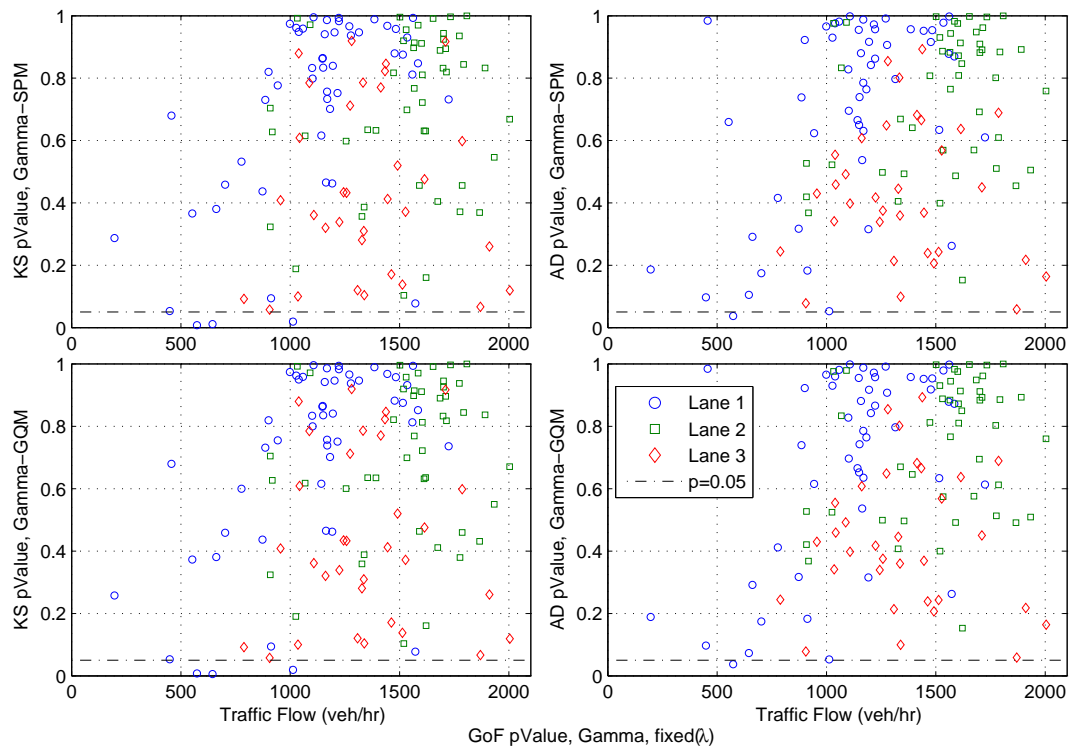 KS pValue, Gamma−SPM
1
0.8
0.6
0.4
0.2
0
0 500 1000 1500 2000
AD pValue, Gamma−SPM
1
0.8
0.6
0.4
0.2
0
0 500 1000 1500 2000
KS pValue, Gamma−GQM
1
0.8
0.6
0.4
0.2
0
0 500 1000 1500 2000
Traffic Flow (veh/hr)
AD pValue, Gamma−GQM
1
0.8
0.6
0.4
0.2
0
Lane 1
Lane 2
Lane 3
p=0.05
0 500 1000 1500 2000
Traffic Flow (veh/hr)
GoF pValue, Gamma, fixed(λ)